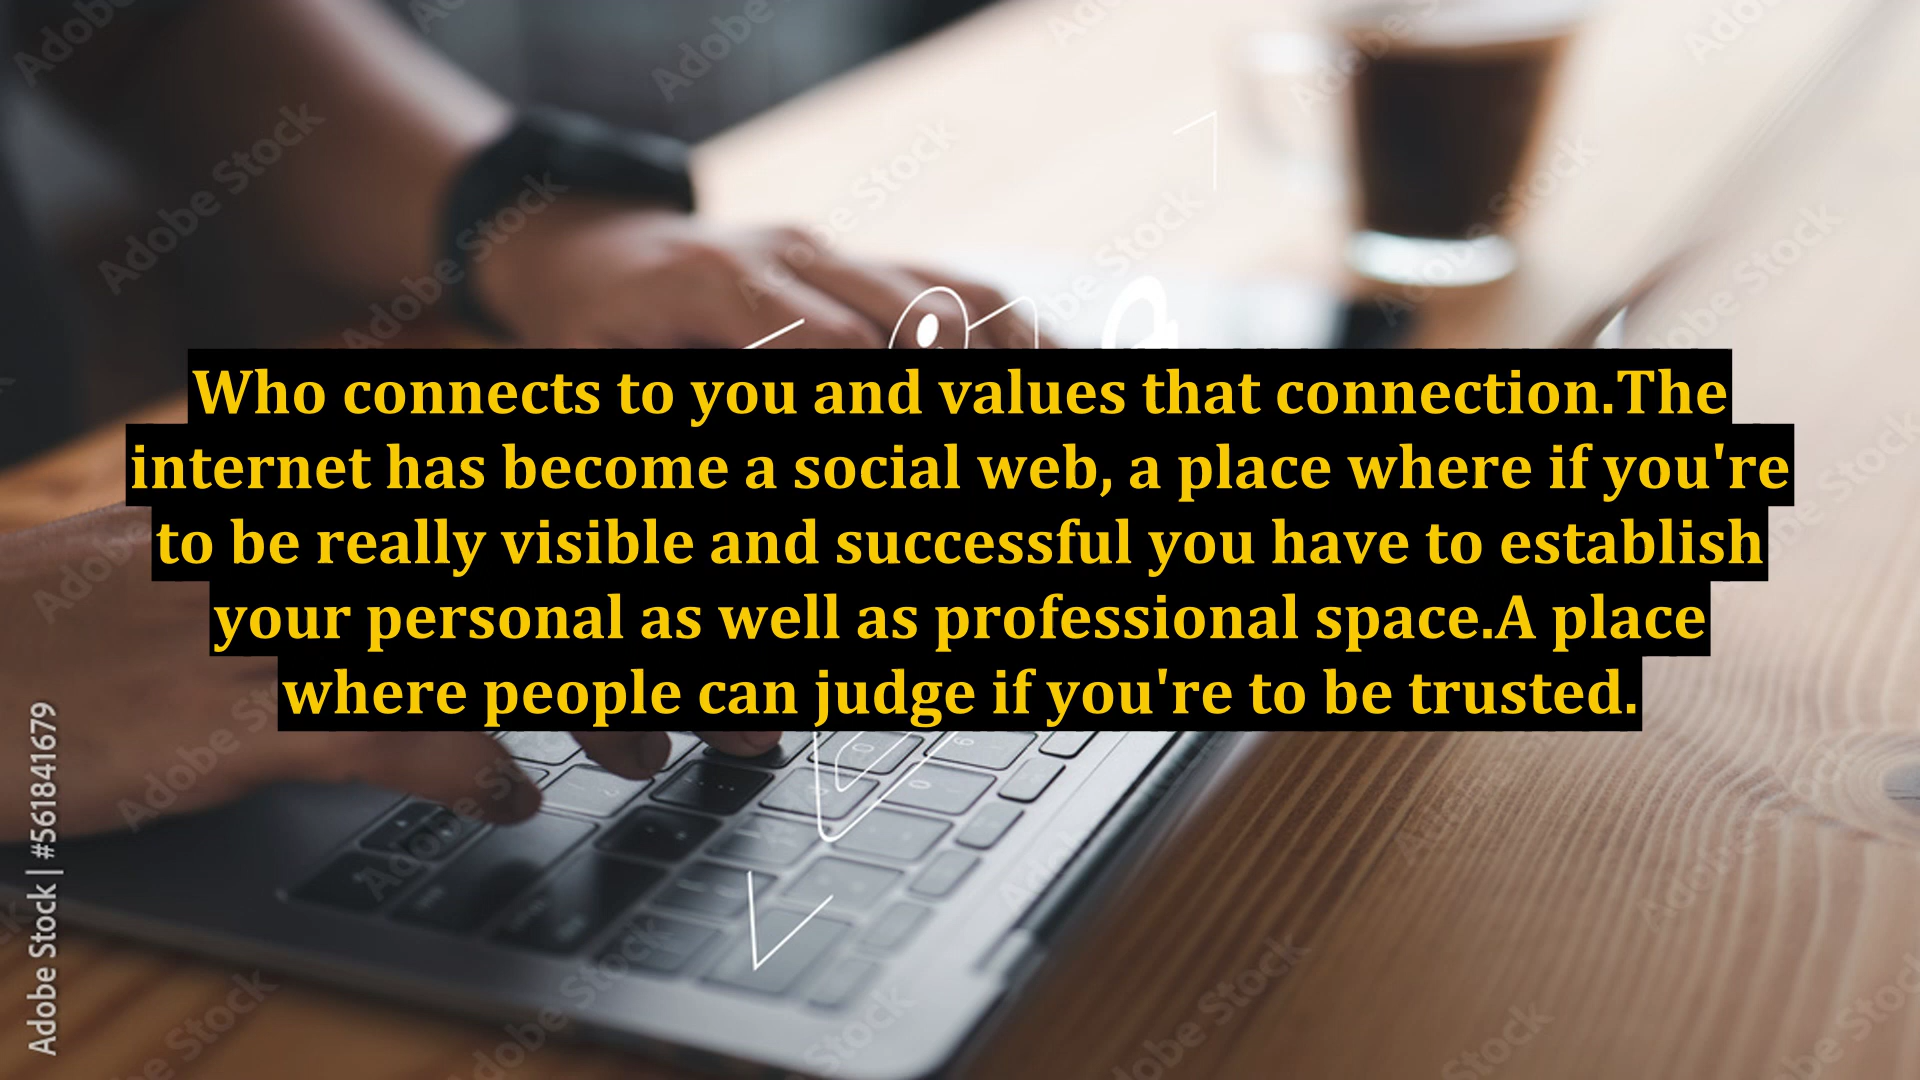 Who connects to you and values that connection.The
internet has become a social web, a place where if you're
to be really visible and successful you have to establish
your personal as well as professional space.A place
where people can judge if you're to be trusted.
Adobe Stock | #561841679